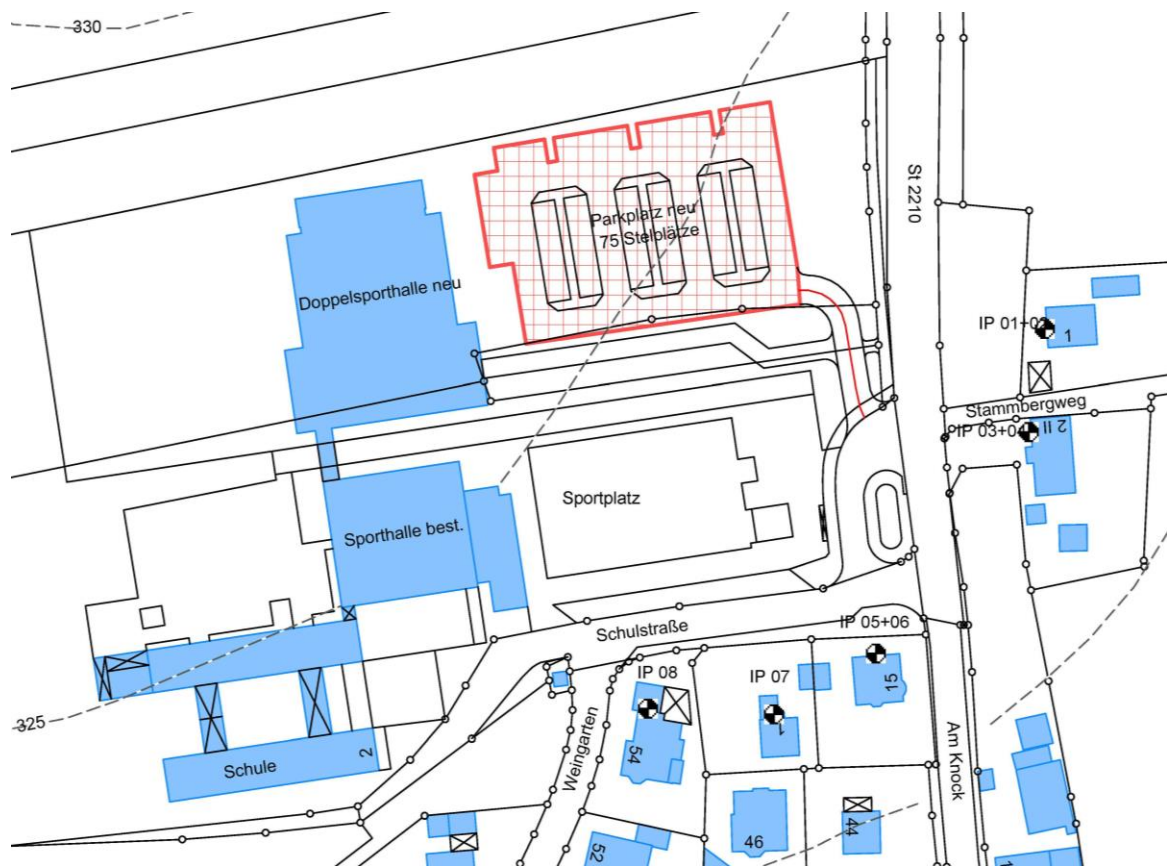 330
St 2210
Parkplatz neu
75 Stelplätze
Doppelsporthalle neu
IP 01+02
1
Stammbergweg
IP 03+04
2 II
Sportplatz
Sporthalle best.
Schulstraße
IP 05+06
IP 08
IP 07
15
1
325
Schule
2
Weingarten
54
Am Knock
46
44
52